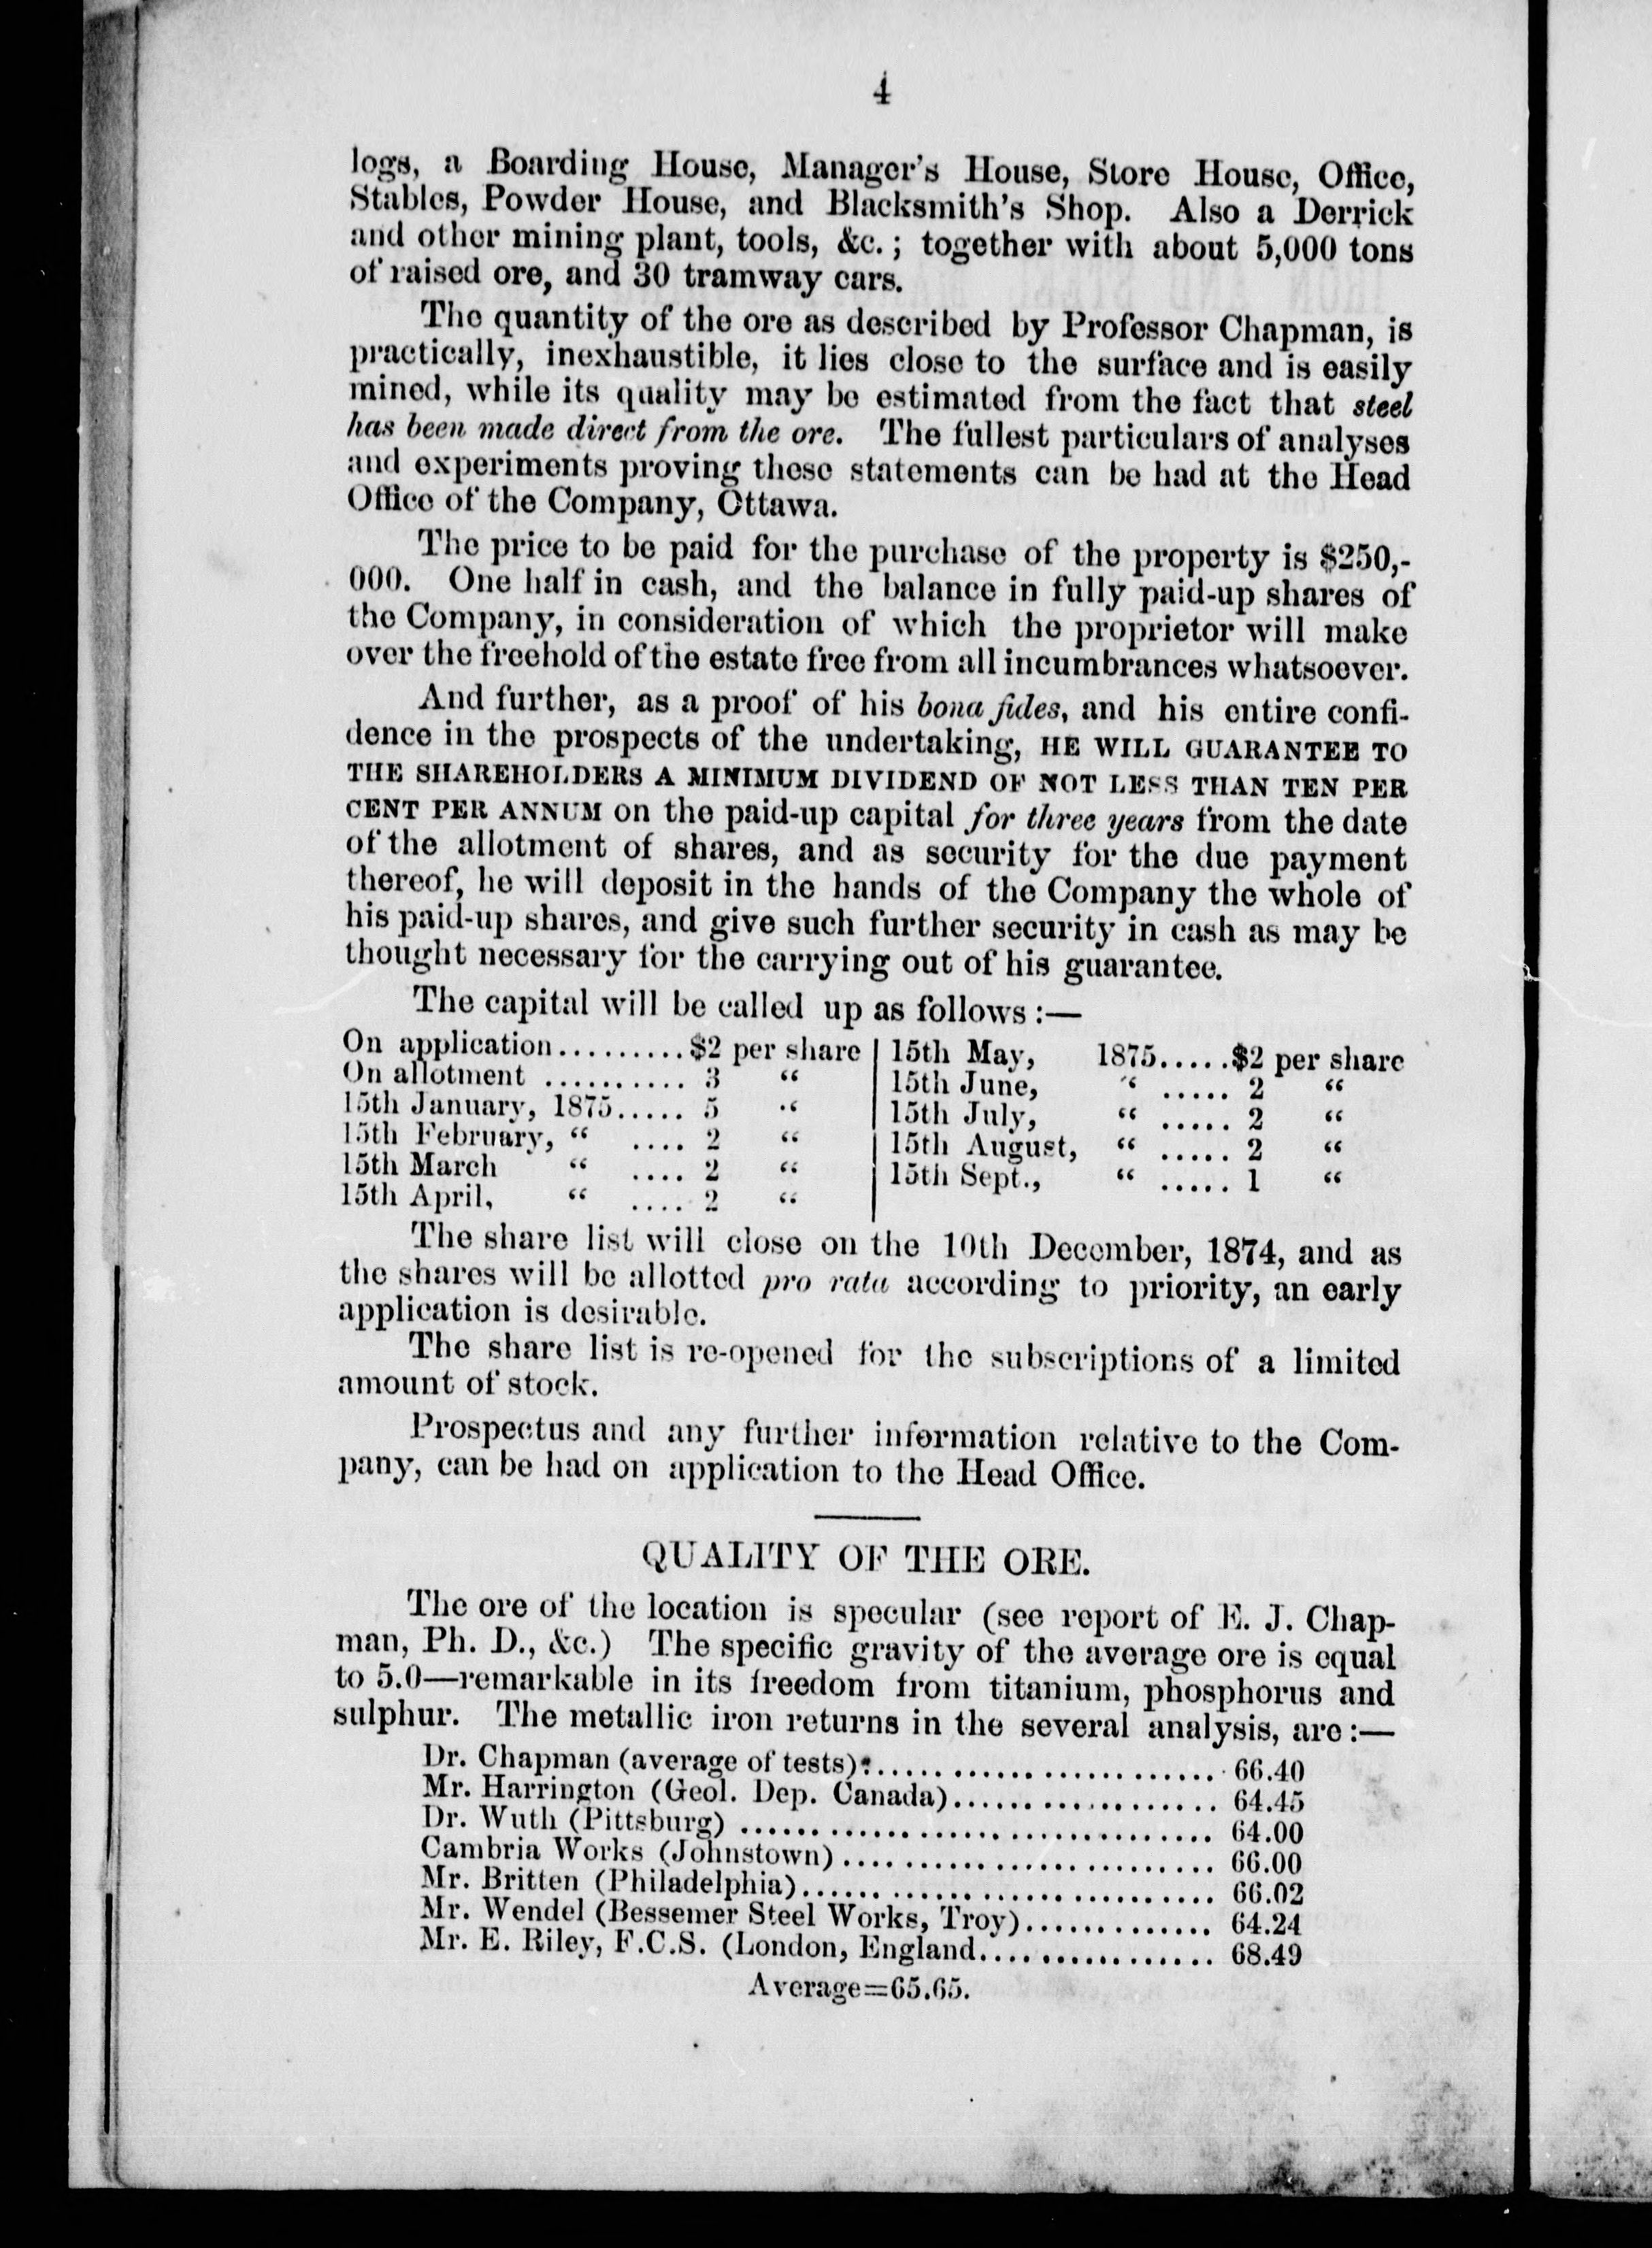 4
logs, a Boarding House, Manager's House, Store House, Office,
Stables, Powder House, and Blacksmith's Shop. Also a Derrick
and other mining plant, tools, &c.; together with about 5,000 tons
of raised ore, and 30 tramway cars.
The quantity of the ore as described by Professor Chapman, is
practically, inexhaustible, it lies close to the surface and is easily
mined, while its quality may be estimated from the fact that steel
has been made direct from the ore. The fullest particulars of analyses
and experiments proving these statements can be had at the Head
Office of the Company, Ottawa.
The price to be paid for the purchase of the property is $250,-
000. One half in cash, and the balance in fully paid-up shares of
the Company, in consideration of which the proprietor will make
over the freehold of the estate free from all incumbrances whatsoever.
And further, as a proof of his bona fides, and his entire confi-
dence in the prospects of the undertaking, HE WILL GUARANTEE TO
THE SHAREHOLDERS A MINIMUM DIVIDEND OF NOT LESS THAN TEN PER
CENT PER ANNUM on the paid-up capital for three years from the date
of the allotment of shares, and as security for the due payment
thereof, he will deposit in the hands of the Company the whole of
his paid-up shares, and give such further security in cash as may be
thought necessary for the carrying out of his guarantee.
The capital will be called up as follows :—
On application.......... $2 per share
On allotment .......... 3 “
15th January, 1875..... 5 “
15th February, “ .... 2 “
15th March “ .... 2 “
15th April, “ .... 2 “
15th May, 1875.....$2 per share
15th June, “ ..... 2 “
15th July, “ ..... 2 “
15th August, “ ..... 2 “
15th Sept., “ ..... 1 “
The share list will close on the 10th December, 1874, and as
the shares will be allotted pro rata according to priority, an early
application is desirable.
The share list is re-opened for the subscriptions of a limited
amount of stock.
Prospectus and any further information relative to the Com-
pany, can be had on application to the Head Office.
QUALITY OF THE ORE.
The ore of the location is specular (see report of E. J. Chap-
man, Ph. D., &c.) The specific gravity of the average ore is equal
to 5.0—remarkable in its freedom from titanium, phosphorus and
sulphur. The metallic iron returns in the several analysis, are :—
Dr. Chapman (average of tests):........................ 66.40
Mr. Harrington (Geol. Dep. Canada)................... 64.45
Dr. Wuth (Pittsburg) .................................. 64.00
Cambria Works (Johnstown) .......................... 66.00
Mr. Britten (Philadelphia)............................. 66.02
Mr. Wendel (Bessemer Steel Works, Troy)............. 64.24
Mr. E. Riley, F.C.S. (London, England................. 68.49
Average=65.65.